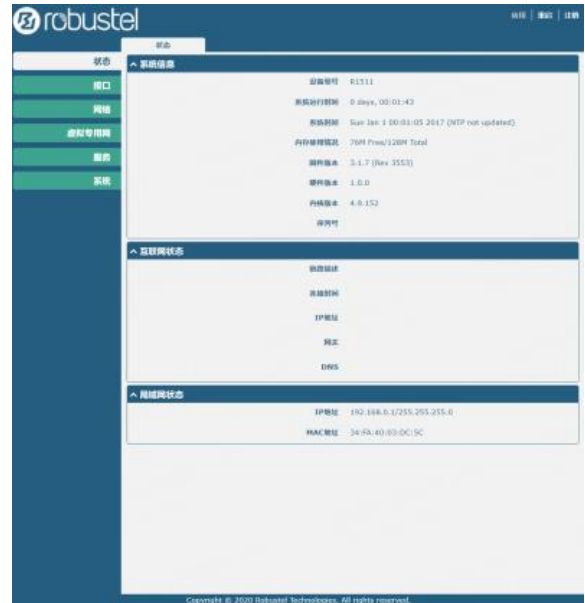 robustel
应用 | 重启 | 注销
状态
状态
接口
网络
虚拟专用网
服务
系统
系统信息
设备型号 R1511
系统运行时间 0 days, 00:01:43
系统时间 Sun Jan 1 00:01:05 2017 (NTP not updated)
内存使用情况 76M Free/128M Total
固件版本 3.1.7 (Rev 3553)
硬件版本 1.0.0
内核版本 4.9.152
序列号
互联网状态
链路描述
连接时间
IP地址
网关
DNS
局域网状态
IP地址 192.168.0.1/255.255.255.0
MAC地址 34:FA:40:03:DC:5C
Copyright © 2020 Robustel Technologies. All rights reserved.